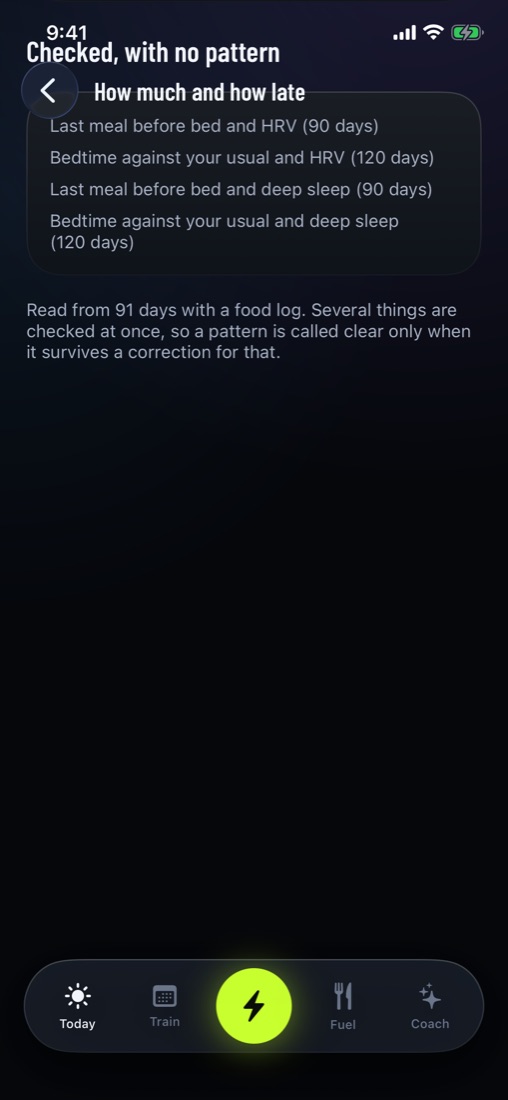 9:41
Checked, with no pattern
How much and how late
Last meal before bed and HRV (90 days)
Bedtime against your usual and HRV (120 days)
Last meal before bed and deep sleep (90 days)
Bedtime against your usual and deep sleep
(120 days)
Read from 91 days with a food log. Several things are
checked at once, so a pattern is called clear only when
it survives a correction for that.
Today
Train
Fuel
Coach